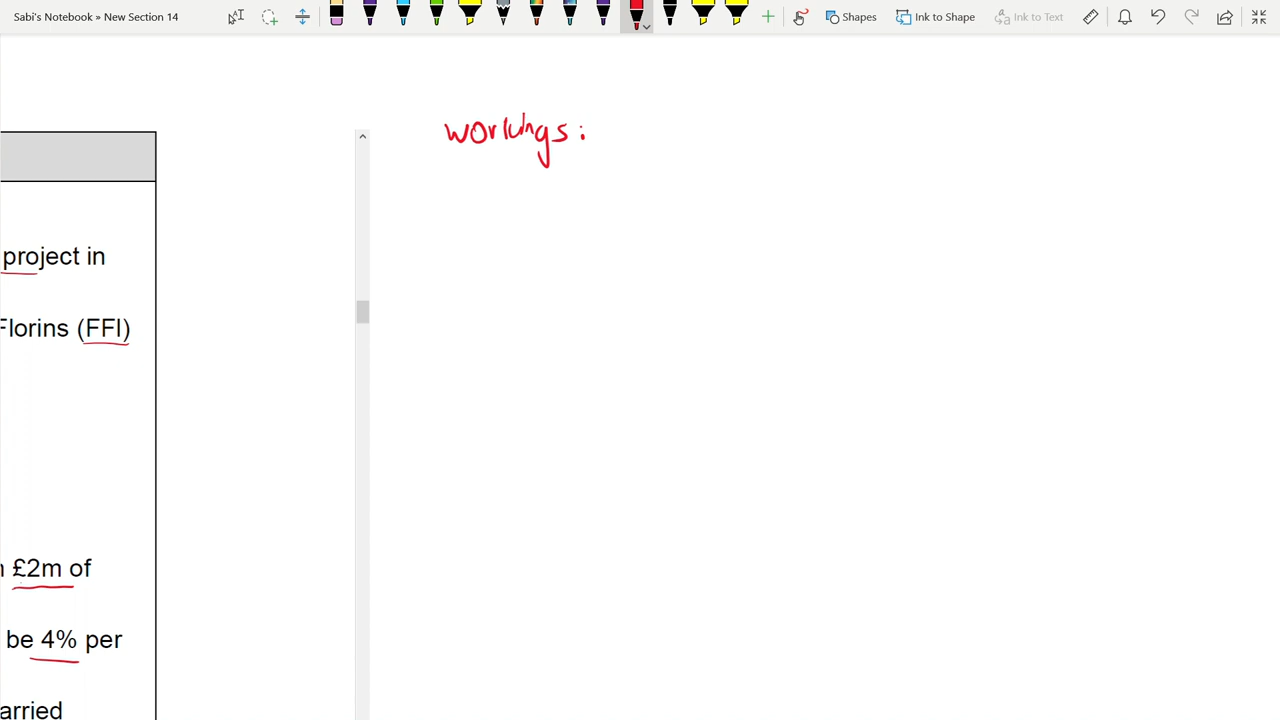 Sabi's Notebook » New Section 14
Shapes
Ink to Shape
Ink to Text
workings:
project in
Florins (FFI)
£2m of
be 4% per
arried